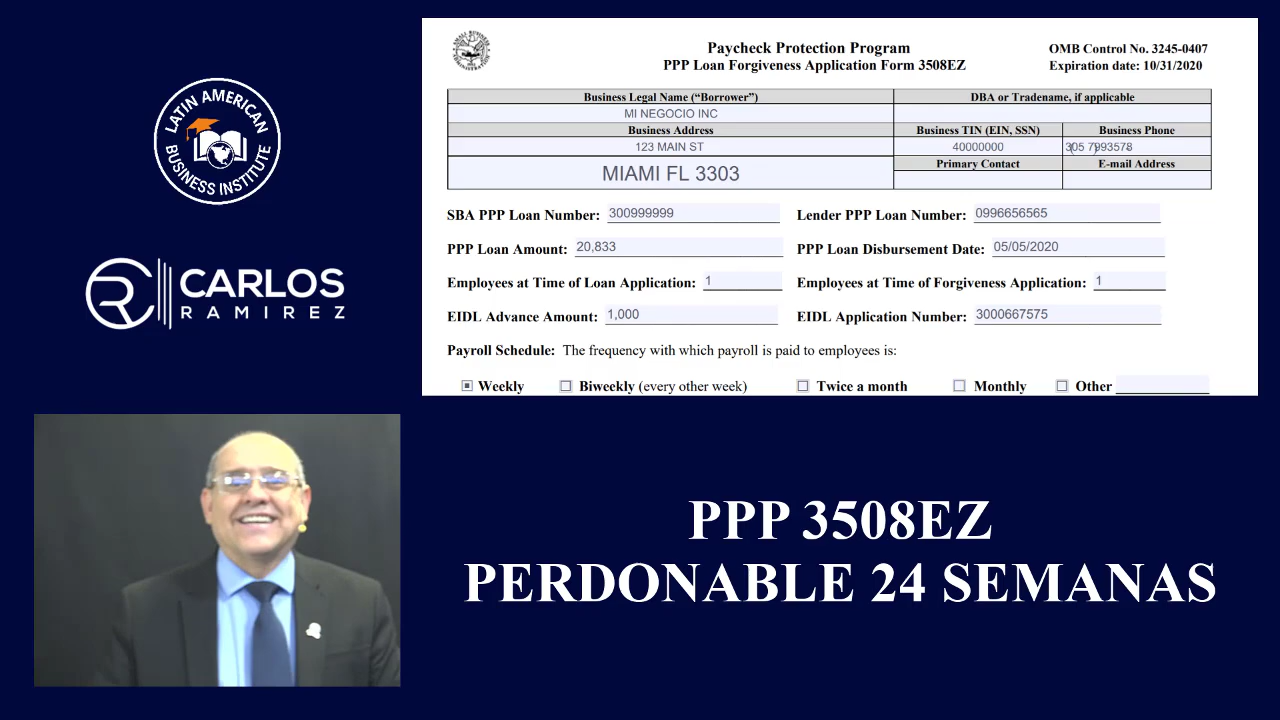 LATIN AMERICAN
BUSINESS INSTITUTE
CARLOS
RAMIREZ
Paycheck Protection Program
PPP Loan Forgiveness Application Form 3508EZ
OMB Control No. 3245-0407
Expiration date: 10/31/2020
Business Legal Name (“Borrower”) DBA or Tradename, if applicable
MI NEGOCIO INC
Business Address Business TIN (EIN, SSN) Business Phone
123 MAIN ST 40000000 305 7993578
Primary Contact E-mail Address
MIAMI FL 3303
SBA PPP Loan Number: 300999999 Lender PPP Loan Number: 0996656565
PPP Loan Amount: 20,833 PPP Loan Disbursement Date: 05/05/2020
Employees at Time of Loan Application: 1 Employees at Time of Forgiveness Application: 1
EIDL Advance Amount: 1,000 EIDL Application Number: 3000667575
Payroll Schedule: The frequency with which payroll is paid to employees is:
Weekly Biweekly (every other week) Twice a month Monthly Other
PPP 3508EZ
PERDONABLE 24 SEMANAS